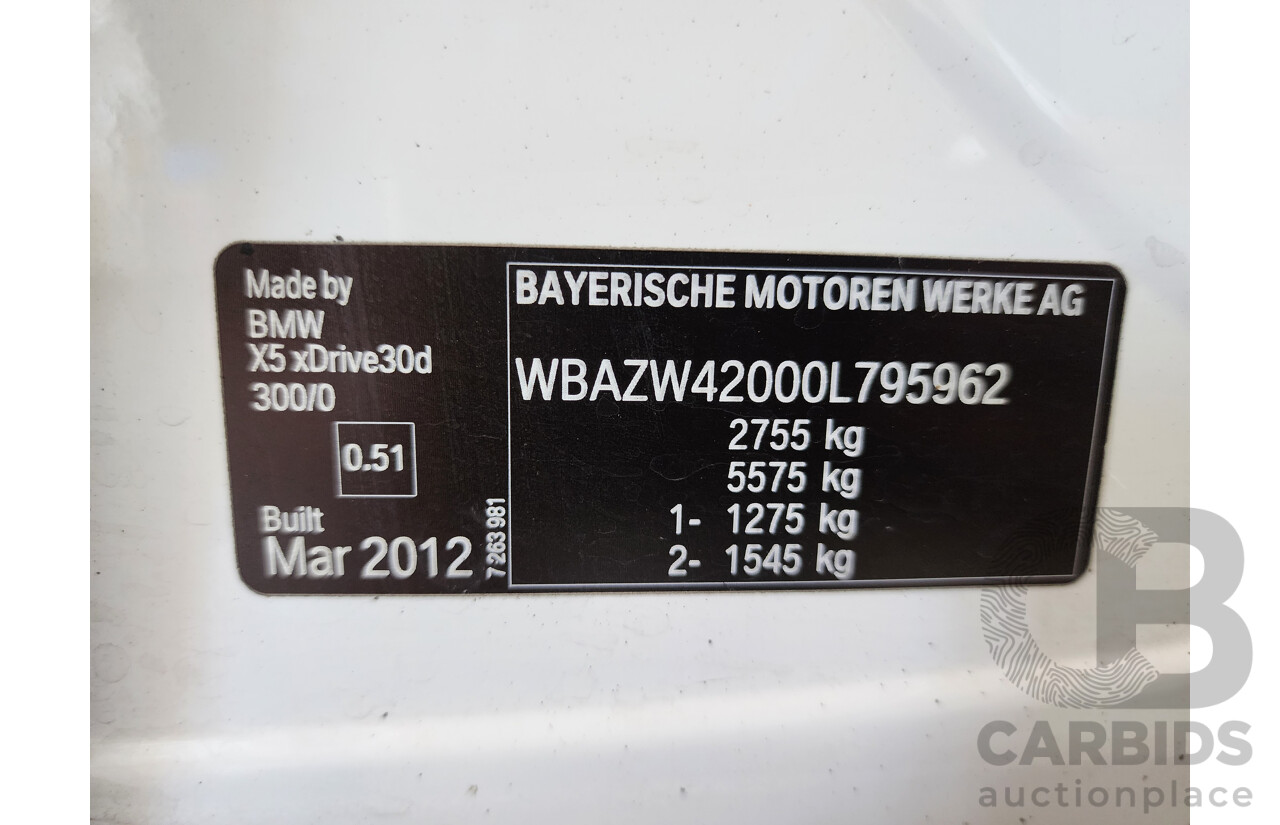 Made by
BMW
X5 xDrive30d
300/0
0.51
Built
Mar 2012
7 263 981
BAYERISCHE MOTOREN WERKE AG
WBAZW42000L795962
2755 kg
5575 kg
1- 1275 kg
2- 1545 kg
CB
CARBIDS
auctionplace